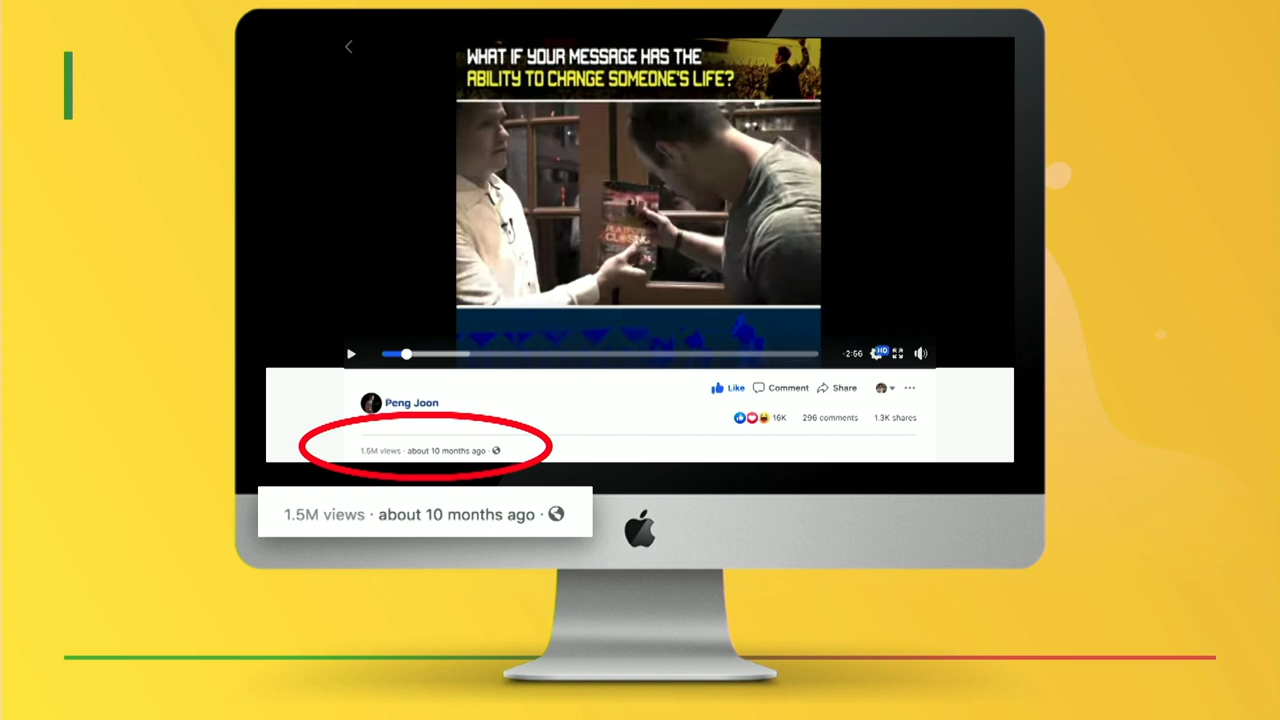 WHAT IF YOUR MESSAGE HAS THE
ABILITY TO CHANGE SOMEONE'S LIFE?
PLATFORM
CLOSING
-2:56
HD
Like Comment Share
Peng Joon
16K 296 comments 1.3K shares
1.5M views · about 10 months ago ·
1.5M views · about 10 months ago ·